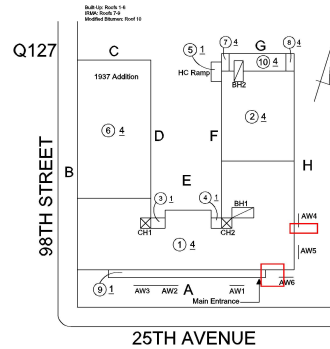 Built-Up: Roofs 1-6
IRMA: Roofs 7-9
Modified Bitumen: Roof 10
Q127
C
G
7 4
8 4
5 1
HC Ramp
10 4
BH2
1937 Addition
6 4
2 4
D
F
H
B
E
98TH STREET
3 1
4 1
BH1
AW4
CH1
CH2
1 4
AW5
9 1
AW3
AW2
A
AW1
AW6
Main Entrance
25TH AVENUE